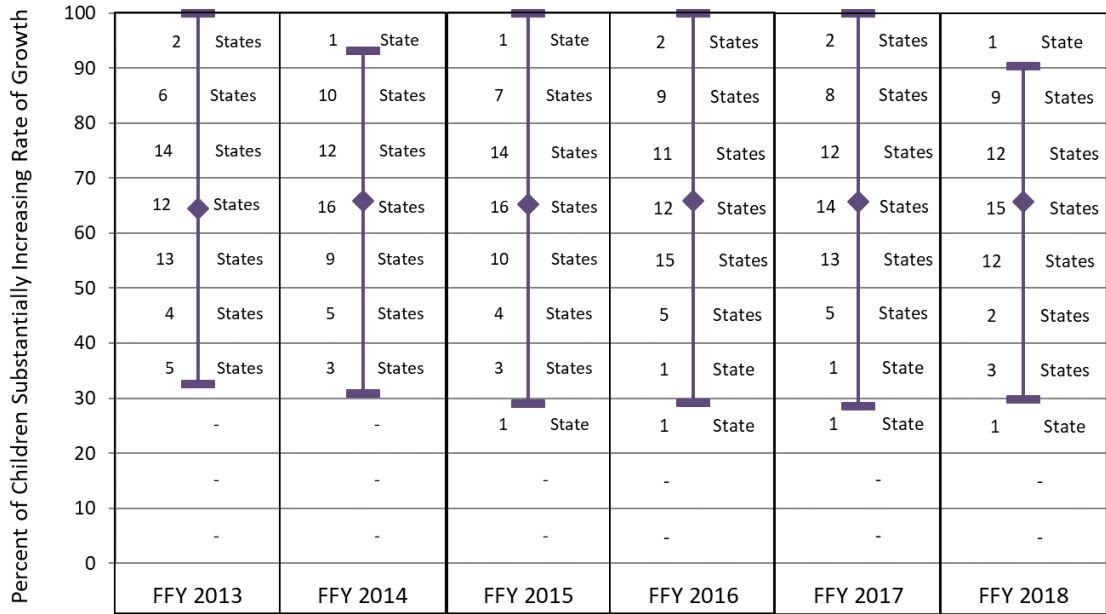 Percent of Children Substantially Increasing Rate of Growth
100
2 States 1 State 1 State 2 States 2 States 1 State
90
6 States 10 States 7 States 9 States 8 States 9 States
80
14 States 12 States 14 States 11 States 12 States 12 States
70
12 States 16 States 16 States 12 States 14 States 15 States
60
13 States 9 States 10 States 15 States 13 States 12 States
50
4 States 5 States 4 States 5 States 5 States 2 States
40
5 States 3 States 3 States 1 State 1 State 3 States
30
- - 1 State 1 State 1 State 1 State
20
- - - - - -
10
- - - - - -
0
FFY 2013 FFY 2014 FFY 2015 FFY 2016 FFY 2017 FFY 2018